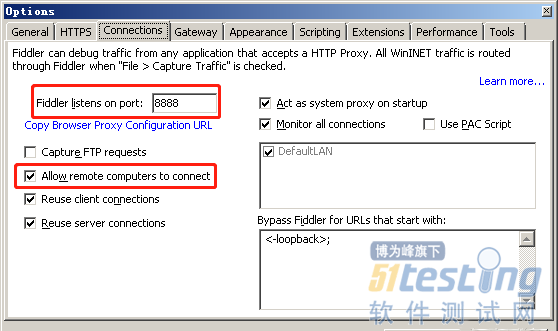 Options
General HTTPS Connections Gateway Appearance Scripting Extensions Performance Tools
Fiddler can debug traffic from any application that accepts a HTTP Proxy. All WinINET traffic is routed
through Fiddler when "File > Capture Traffic" is checked.
Learn more...
Fiddler listens on port: 8888
Copy Browser Proxy Configuration URL
Capture FTP requests
Allow remote computers to connect
Reuse client connections
Reuse server connections
Act as system proxy on startup
Monitor all connections Use PAC Script
DefaultLAN
Bypass Fiddler for URLs that start with:
<-loopback>;
博为峰旗下
51testing
软件测试网